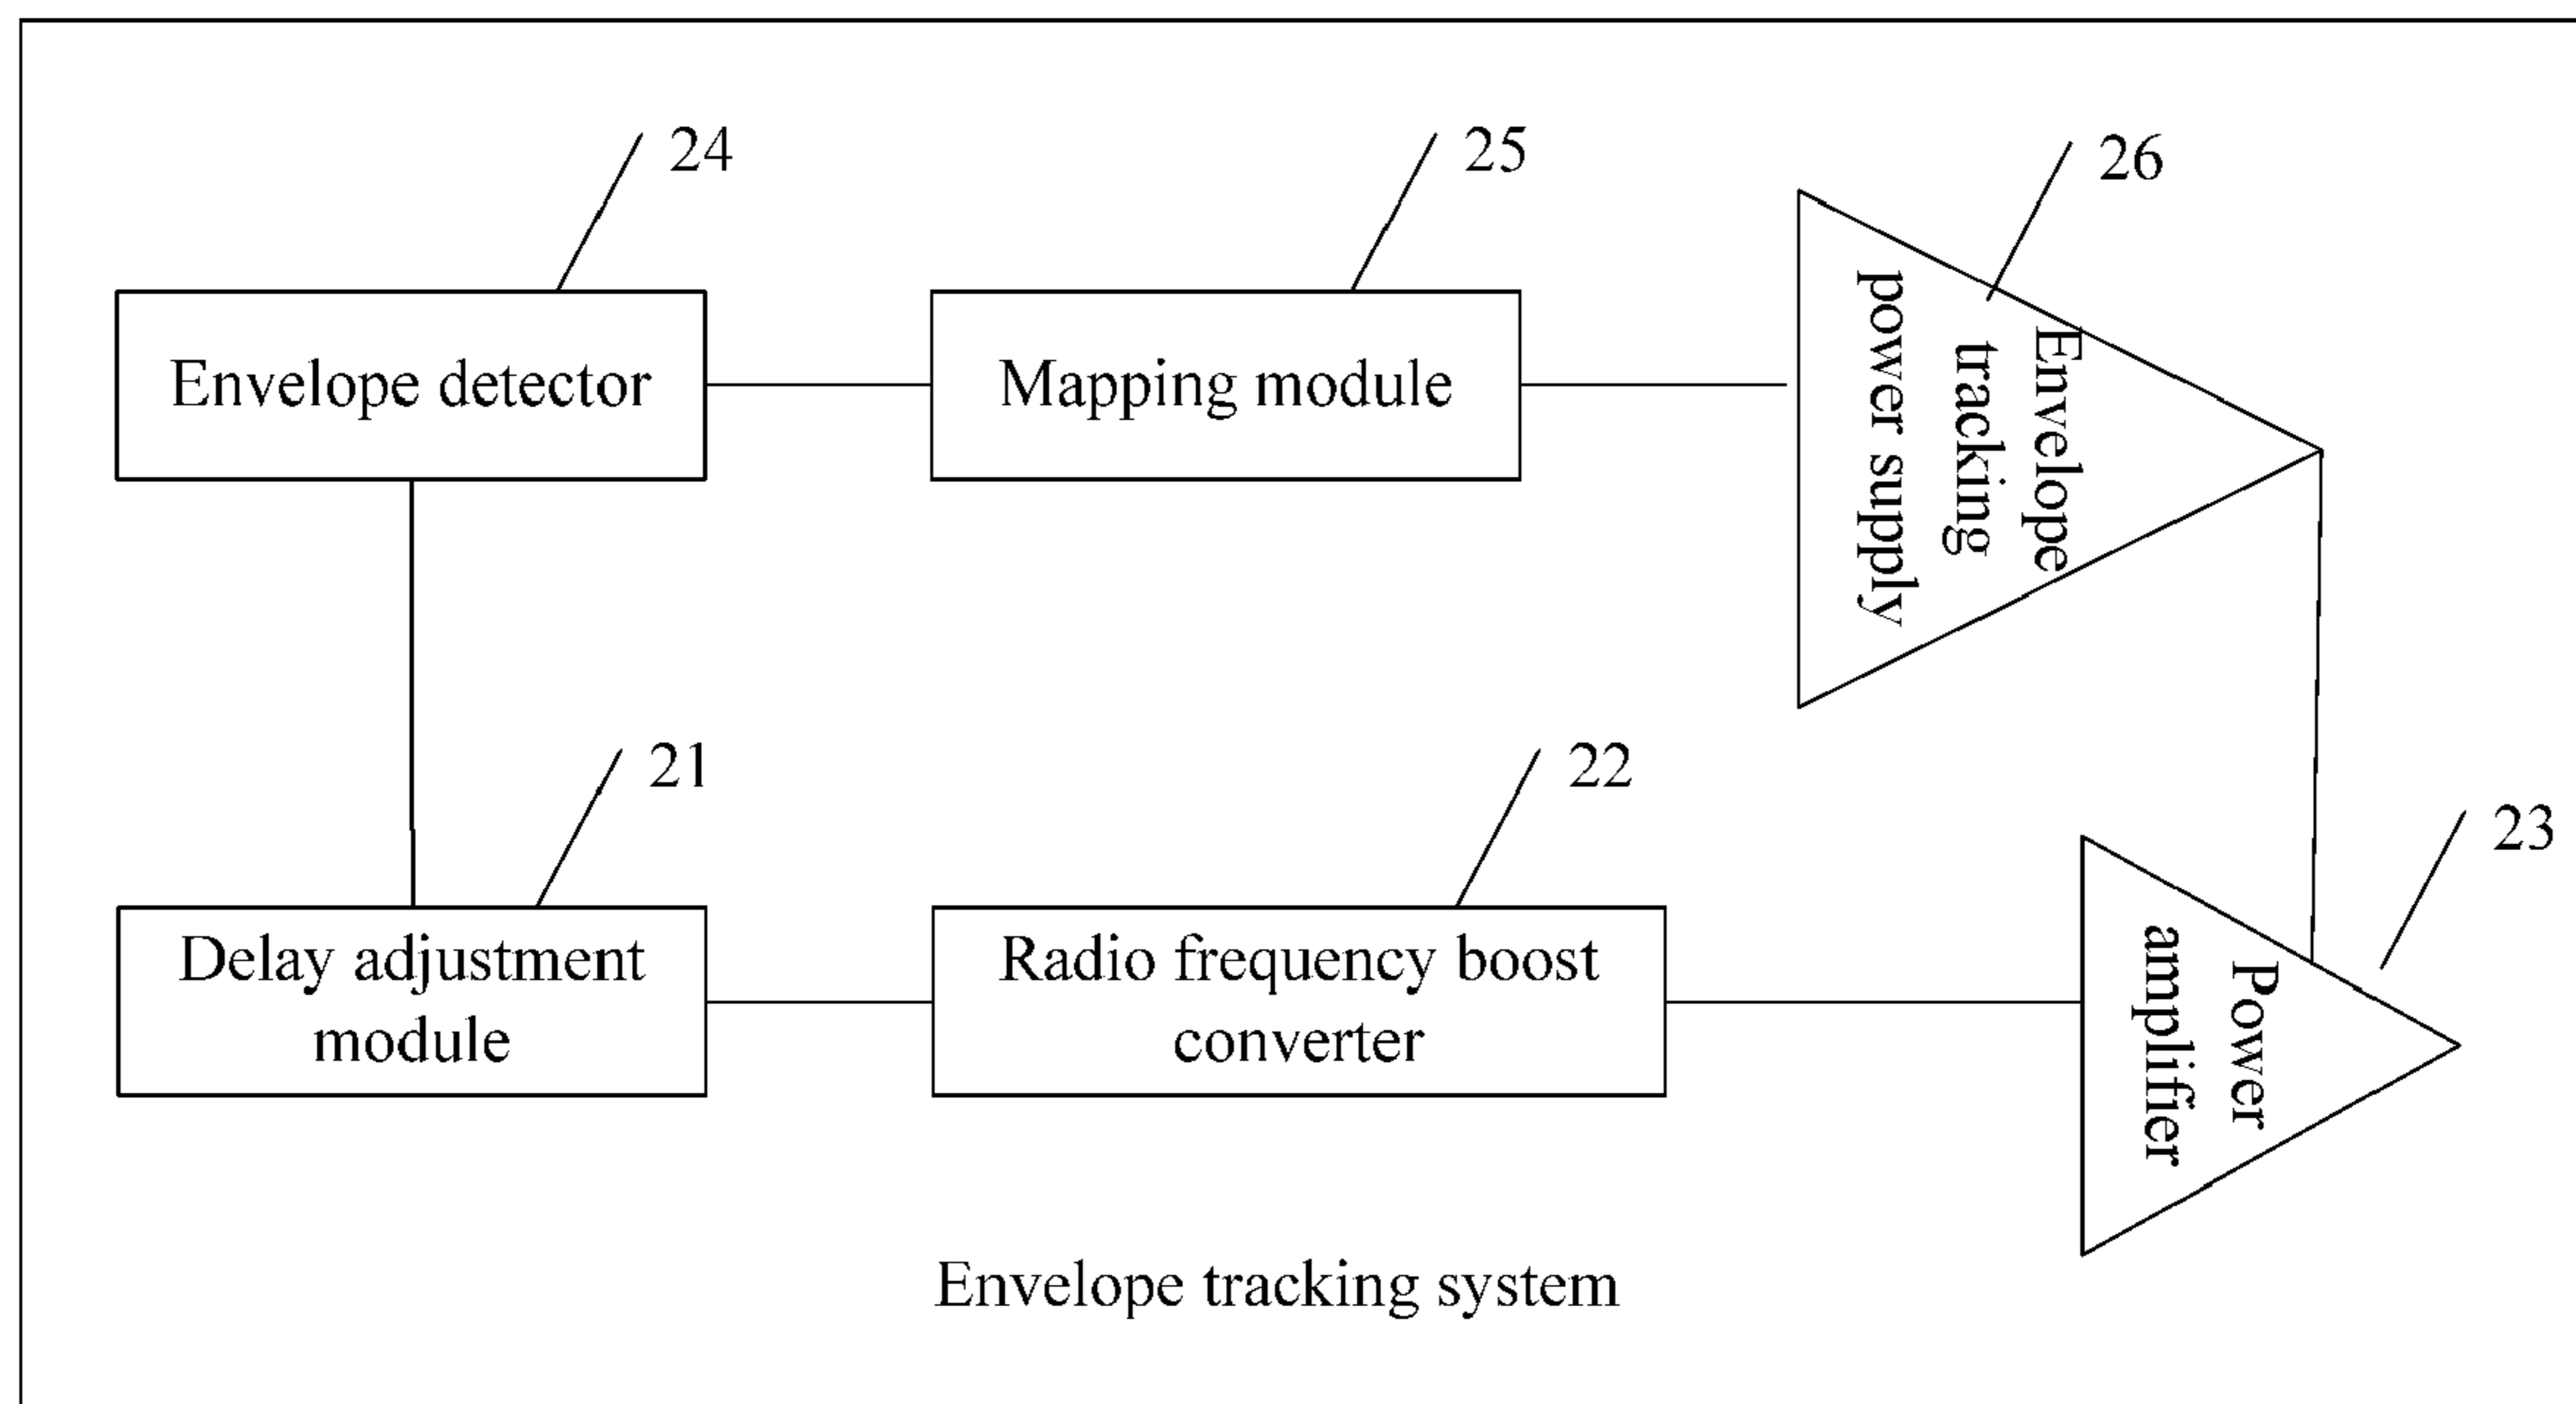 24
25
26
Envelope detector
Mapping module
Envelope
tracking
power supply
21
22
23
Delay adjustment
module
Radio frequency boost
converter
Power
amplifier
Envelope tracking system